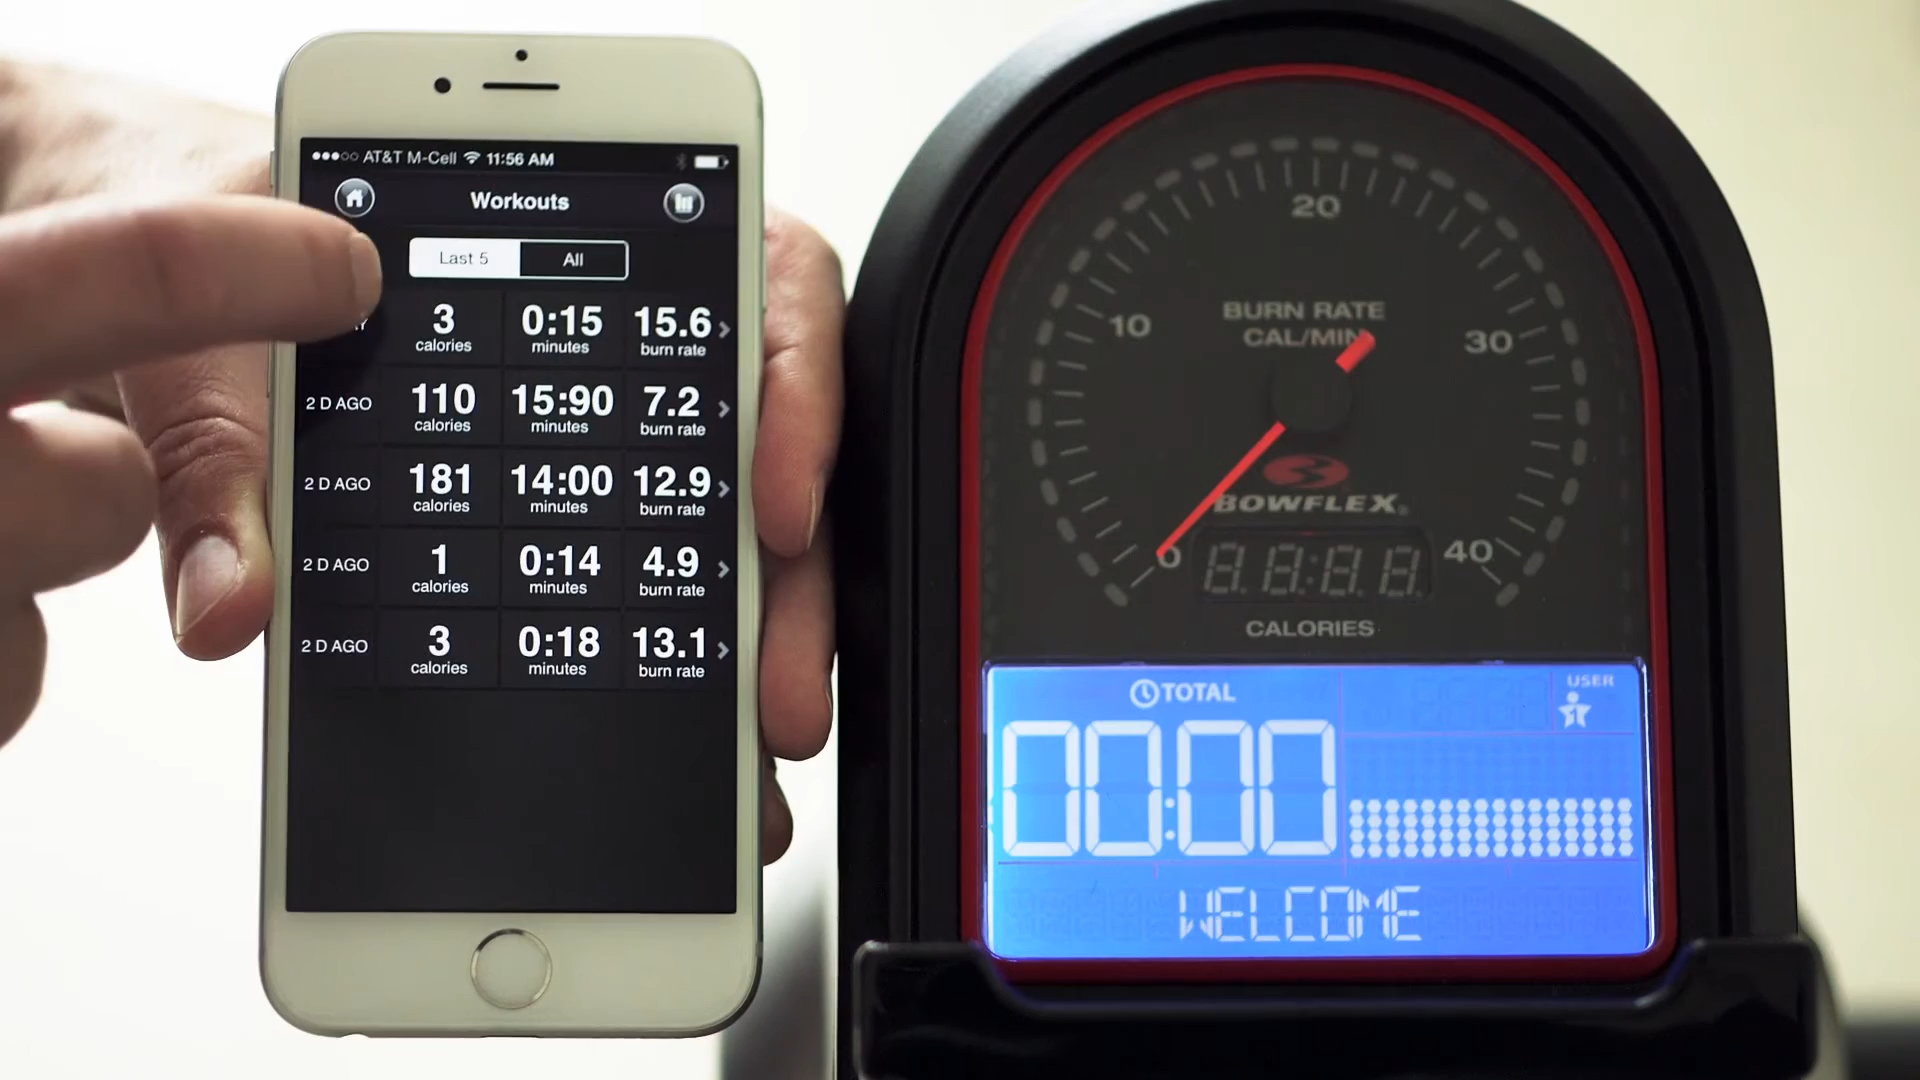 AT&T M-Cell 11:56 AM
Workouts
Last 5 All
3 0:15 15.6
calories minutes burn rate
2 D AGO 110 15:90 7.2
calories minutes burn rate
2 D AGO 181 14:00 12.9
calories minutes burn rate
2 D AGO 1 0:14 4.9
calories minutes burn rate
2 D AGO 3 0:18 13.1
calories minutes burn rate
20
10 30
BURN RATE
CAL/MIN
BOWFLEX®
0 40
88:88
CALORIES
TOTAL
USER
00:00
WELCOME